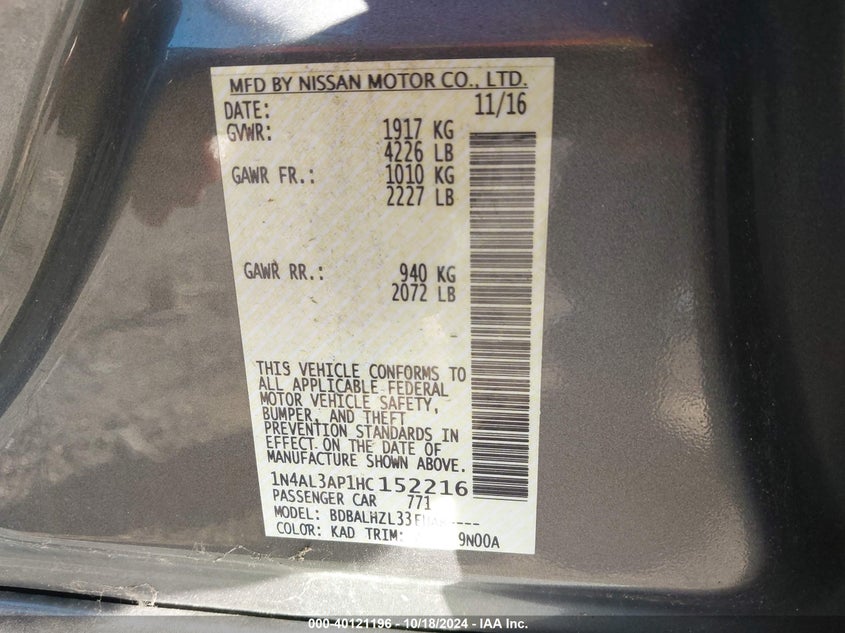 MFD BY NISSAN MOTOR CO., LTD.
DATE: 11/16
GVWR: 1917 KG
4226 LB
GAWR FR.: 1010 KG
2227 LB
GAWR RR.: 940 KG
2072 LB
THIS VEHICLE CONFORMS TO
ALL APPLICABLE FEDERAL
MOTOR VEHICLE SAFETY,
BUMPER, AND THEFT
PREVENTION STANDARDS IN
EFFECT ON THE DATE OF
MANUFACTURE SHOWN ABOVE.
1N4AL3AP1HC152216
PASSENGER CAR 771
MODEL:
COLOR: KAD TRIM: 9N00A
000-40121196 - 10/18/2024 - IAA Inc.